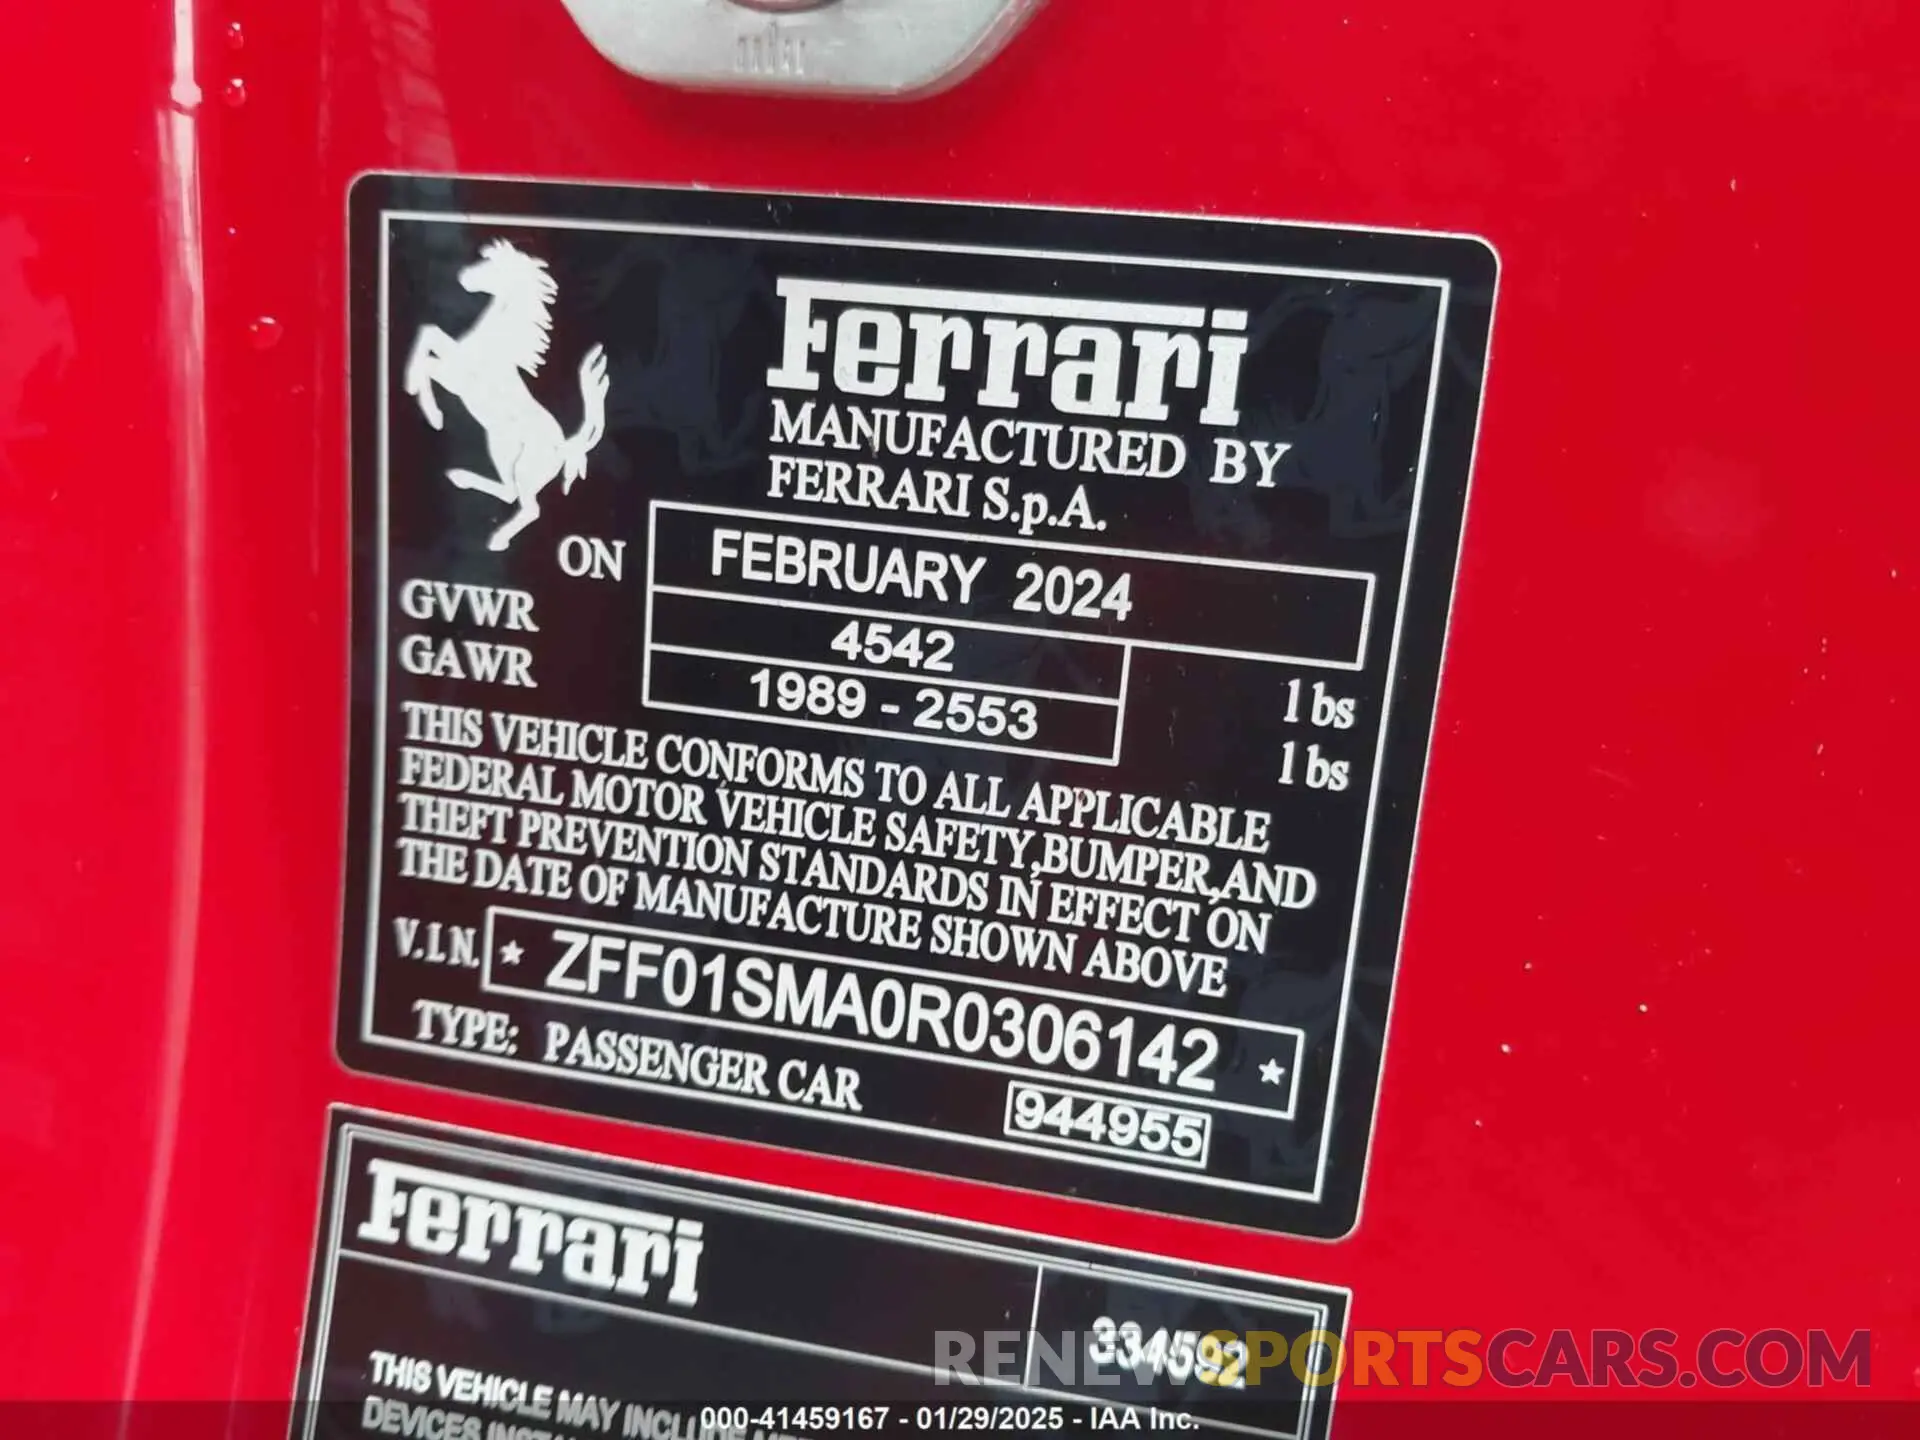 Ferrari
MANUFACTURED BY
FERRARI S.p.A.
ON FEBRUARY 2024
GVWR 4542 lbs
GAWR 1989 - 2553 lbs
THIS VEHICLE CONFORMS TO ALL APPLICABLE
FEDERAL MOTOR VEHICLE SAFETY,BUMPER,AND
THEFT PREVENTION STANDARDS IN EFFECT ON
THE DATE OF MANUFACTURE SHOWN ABOVE
V.I.N. * ZFF01SMA0R0306142 *
TYPE: PASSENGER CAR
944955
Ferrari
334592
RENEWSPORTSCARS.COM
THIS VEHICLE MAY
DEVICES
000-41459167 - 01/29/2025 - IAA Inc.